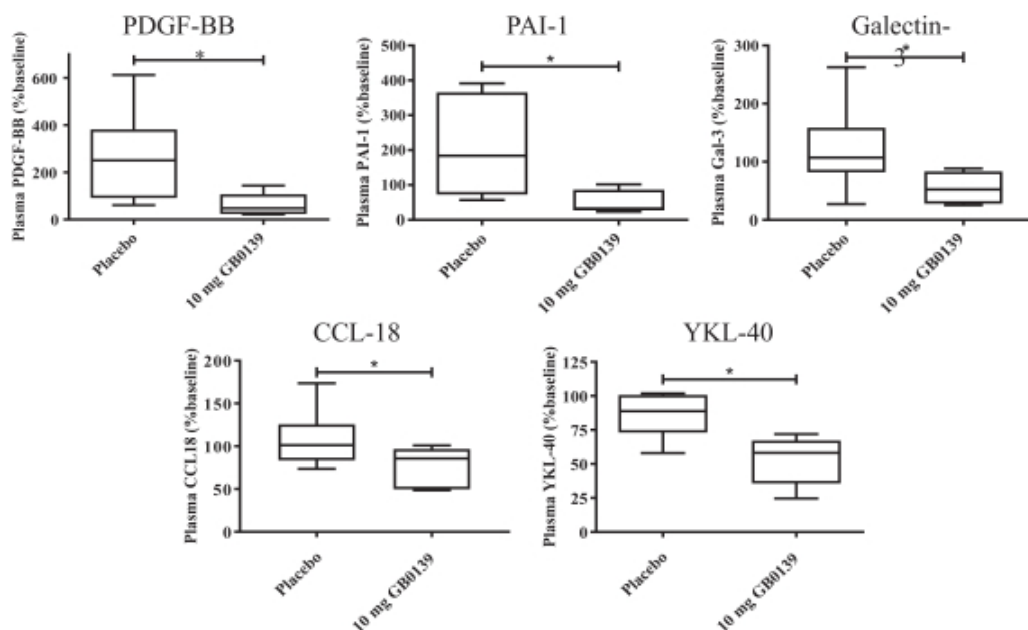 PDGF-BB
Plasma PDGF-BB (%baseline)
600
400
200
0
*
Placebo
10 mg GB0139
PAI-1
Plasma PAI-1 (%baseline)
500
400
300
200
100
0
*
Placebo
10 mg GB0139
Galectin-
3
Plasma Gal-3 (%baseline)
300
200
100
0
*
Placebo
10 mg GB0139
CCL-18
Plasma CCL18 (%baseline)
200
150
100
50
0
*
Placebo
10 mg GB0139
YKL-40
Plasma YKL-40 (%baseline)
125
100
75
50
25
0
*
Placebo
10 mg GB0139